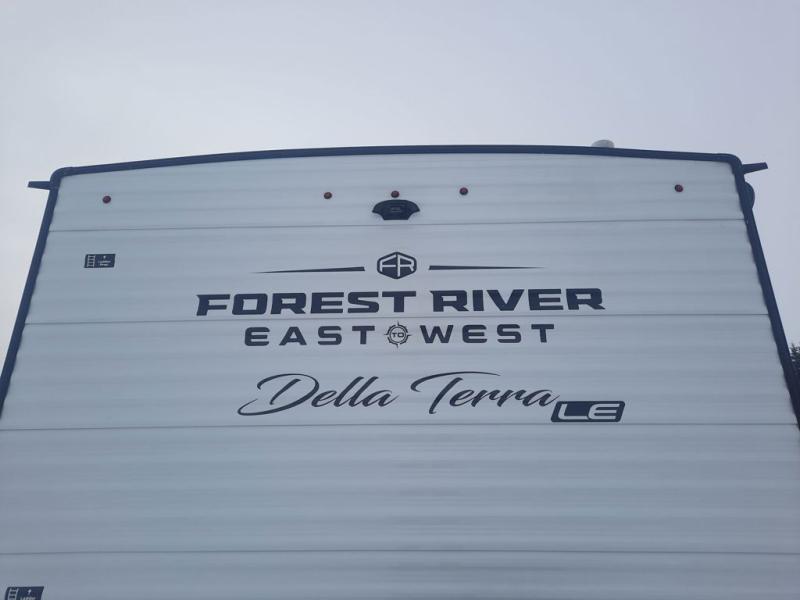 FR
FOREST RIVER
EAST TO WEST
Della Terra LE